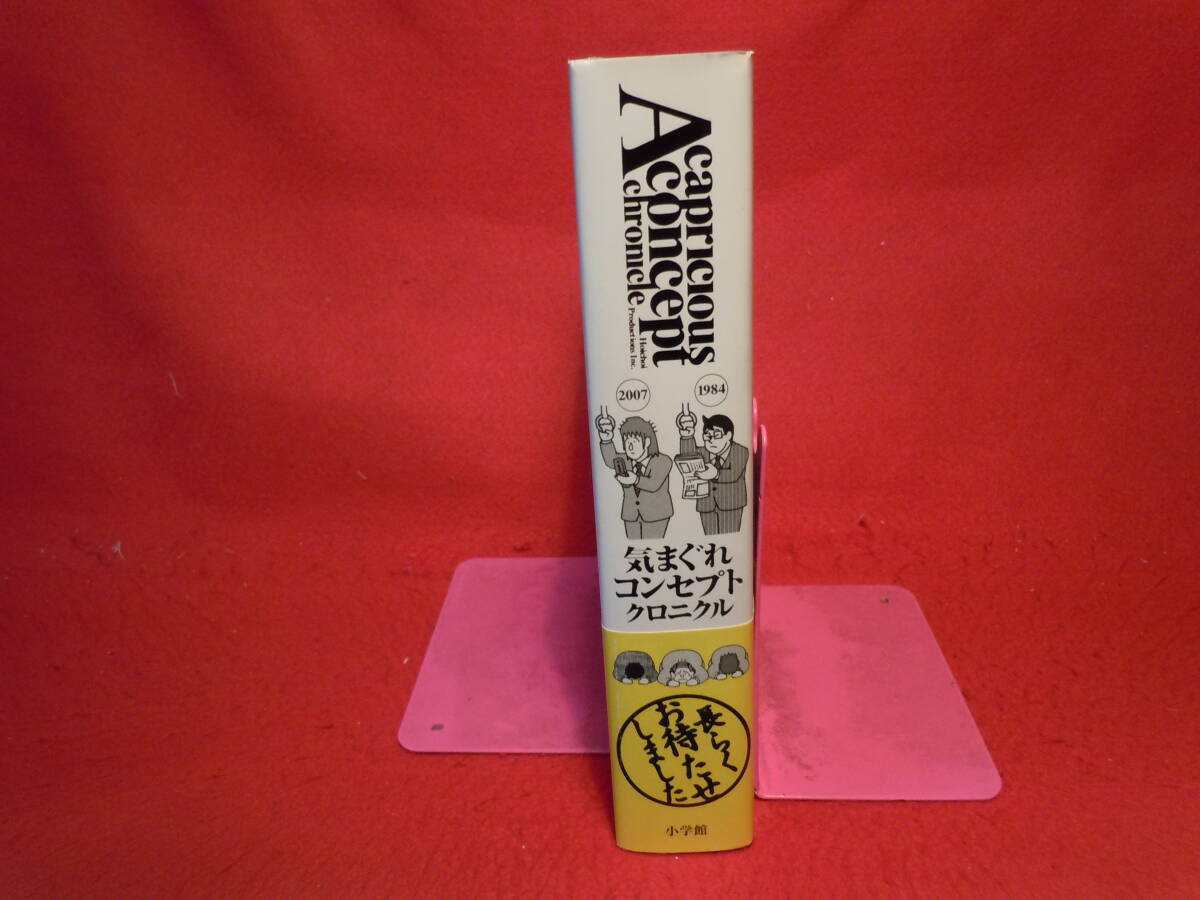 A capricious
concept
chronicle
Hoichoi
Productions Inc.
2007
1984
気まぐれ
コンセプト
クロニクル
長らく
お待たせ
しました
小学館